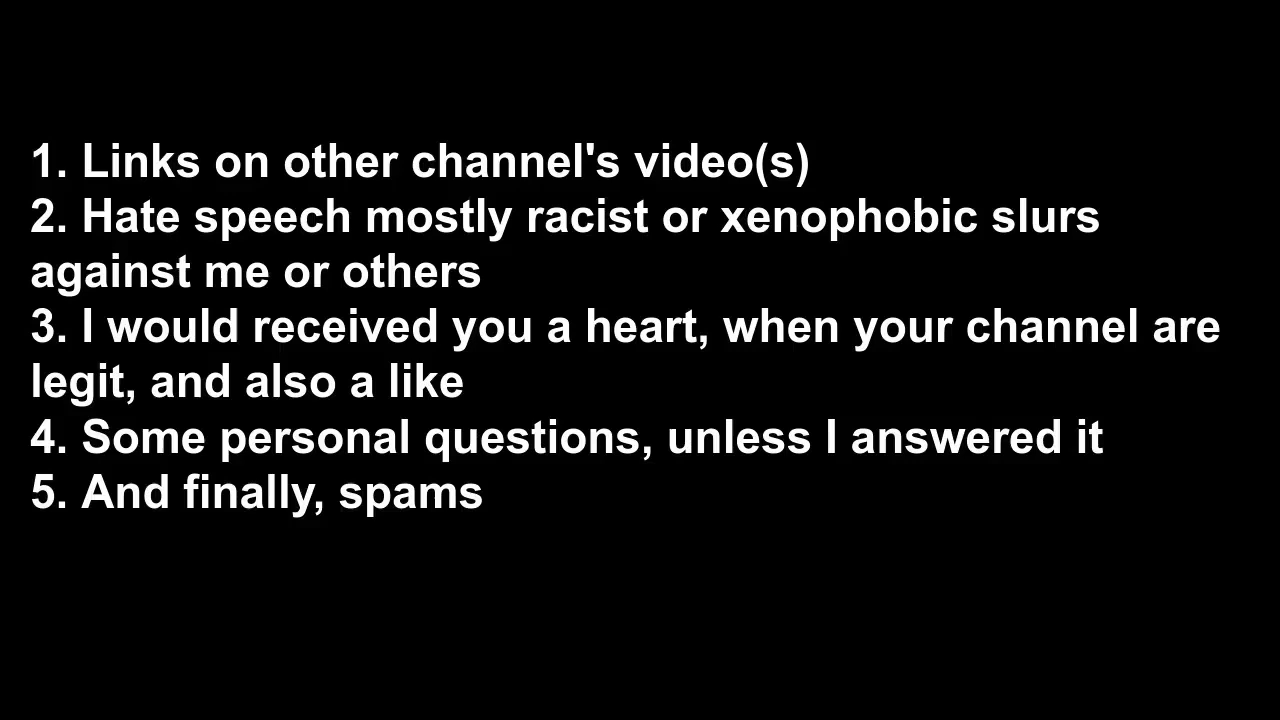 1. Links on other channel's video(s)
2. Hate speech mostly racist or xenophobic slurs
against me or others
3. I would received you a heart, when your channel are
legit, and also a like
4. Some personal questions, unless I answered it
5. And finally, spams